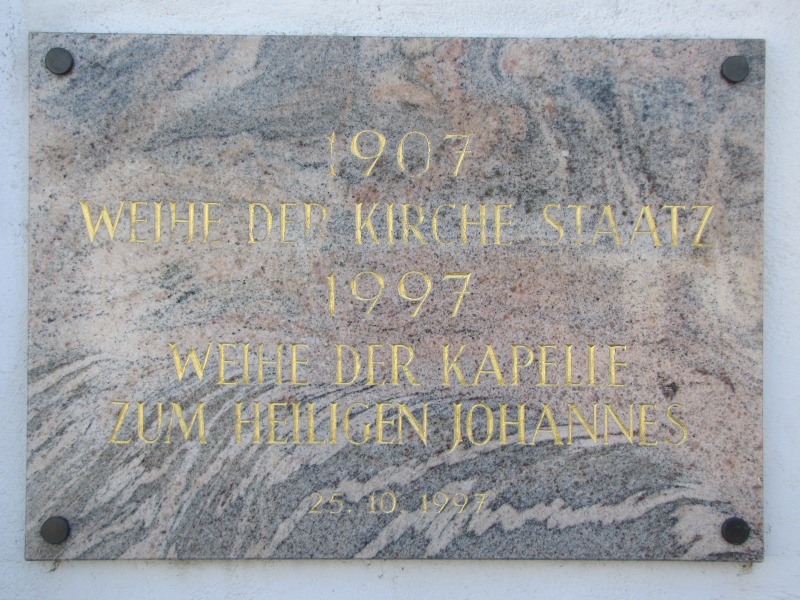 1907
WEIHE DER KIRCHE STAATZ
1997
WEIHE DER KAPELLE
ZUM HEILIGEN JOHANNES
25. 10. 1997